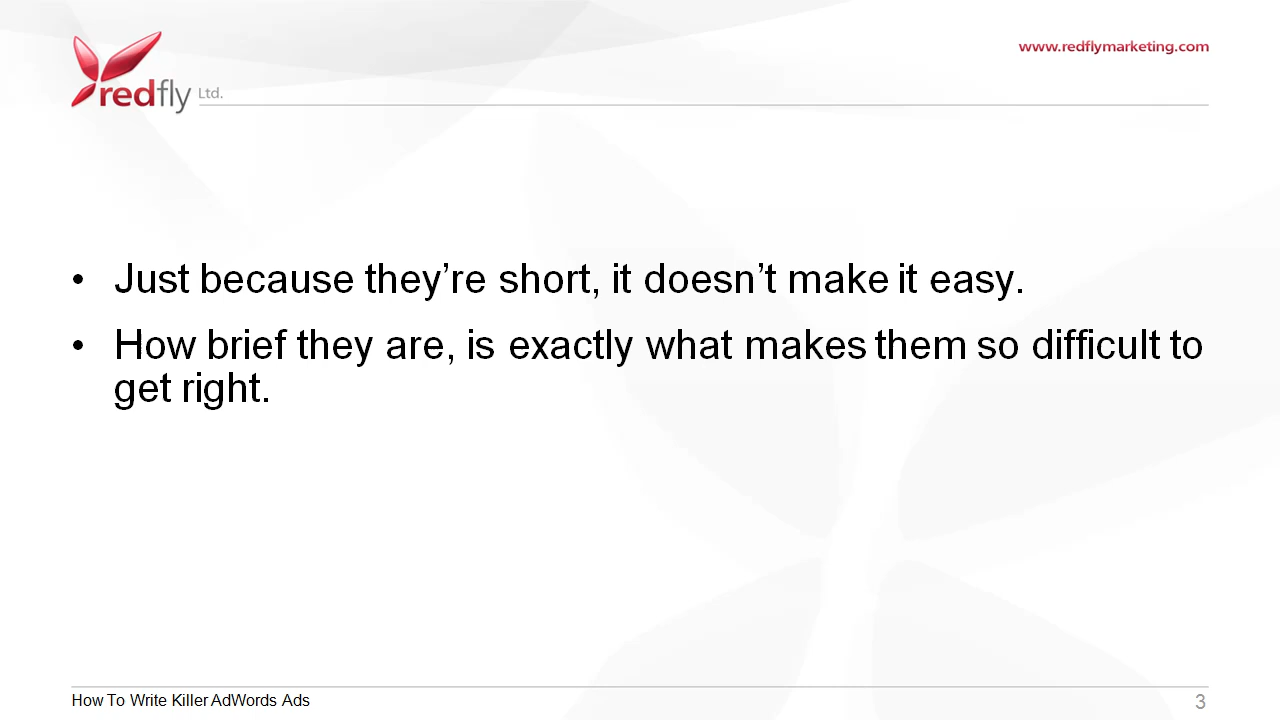 redfly Ltd.
www.redflymarketing.com
• Just because they’re short, it doesn’t make it easy.
• How brief they are, is exactly what makes them so difficult to
get right.
How To Write Killer AdWords Ads
3